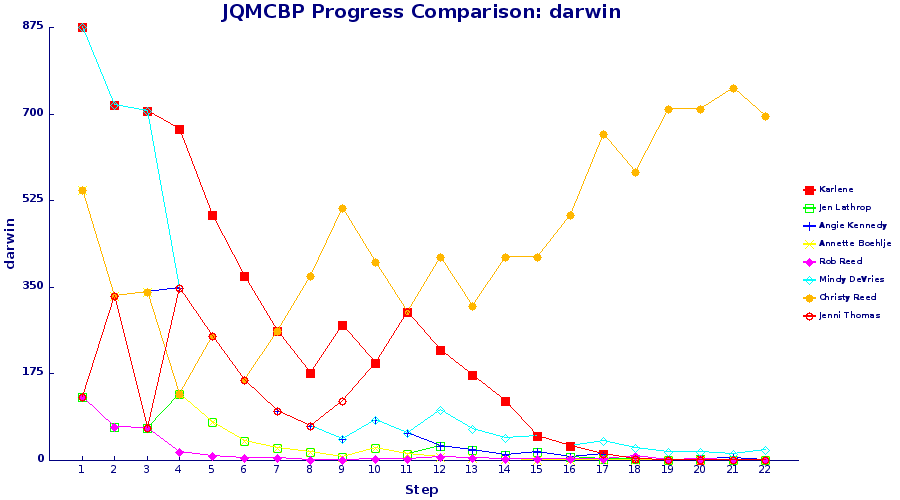 JQMCBP Progress Comparison: darwin
875
700
525
350
175
0
darwin
1 2 3 4 5 6 7 8 9 10 11 12 13 14 15 16 17 18 19 20 21 22
Step
Karlene
Jen Lathrop
Angie Kennedy
Annette Boehlje
Rob Reed
Mindy DeVries
Christy Reed
Jenni Thomas